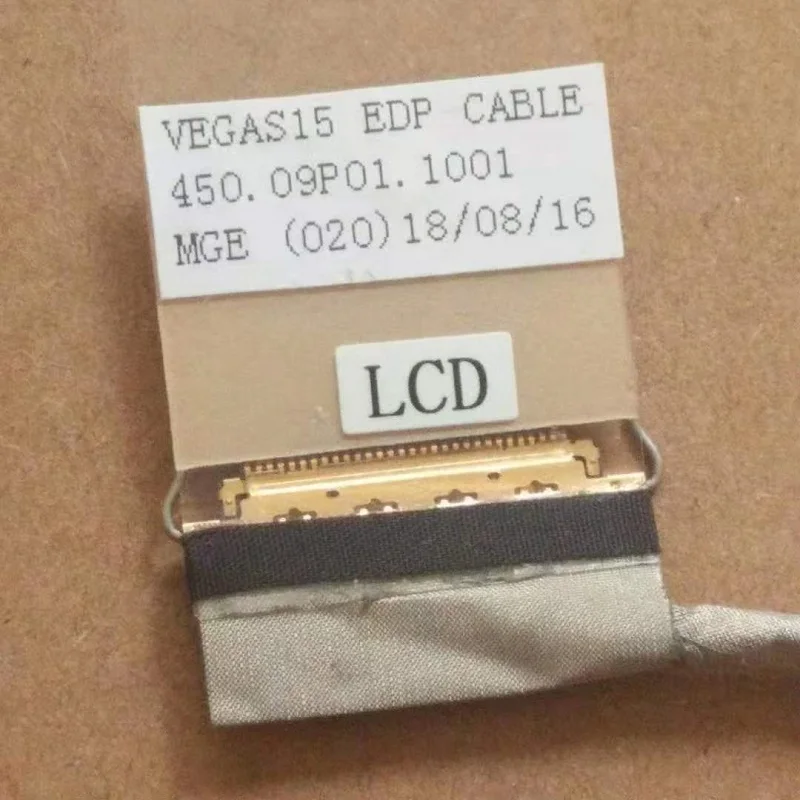 VEGAS15 EDP CABLE
450.09P01.1001
MGE (020)18/08/16
LCD